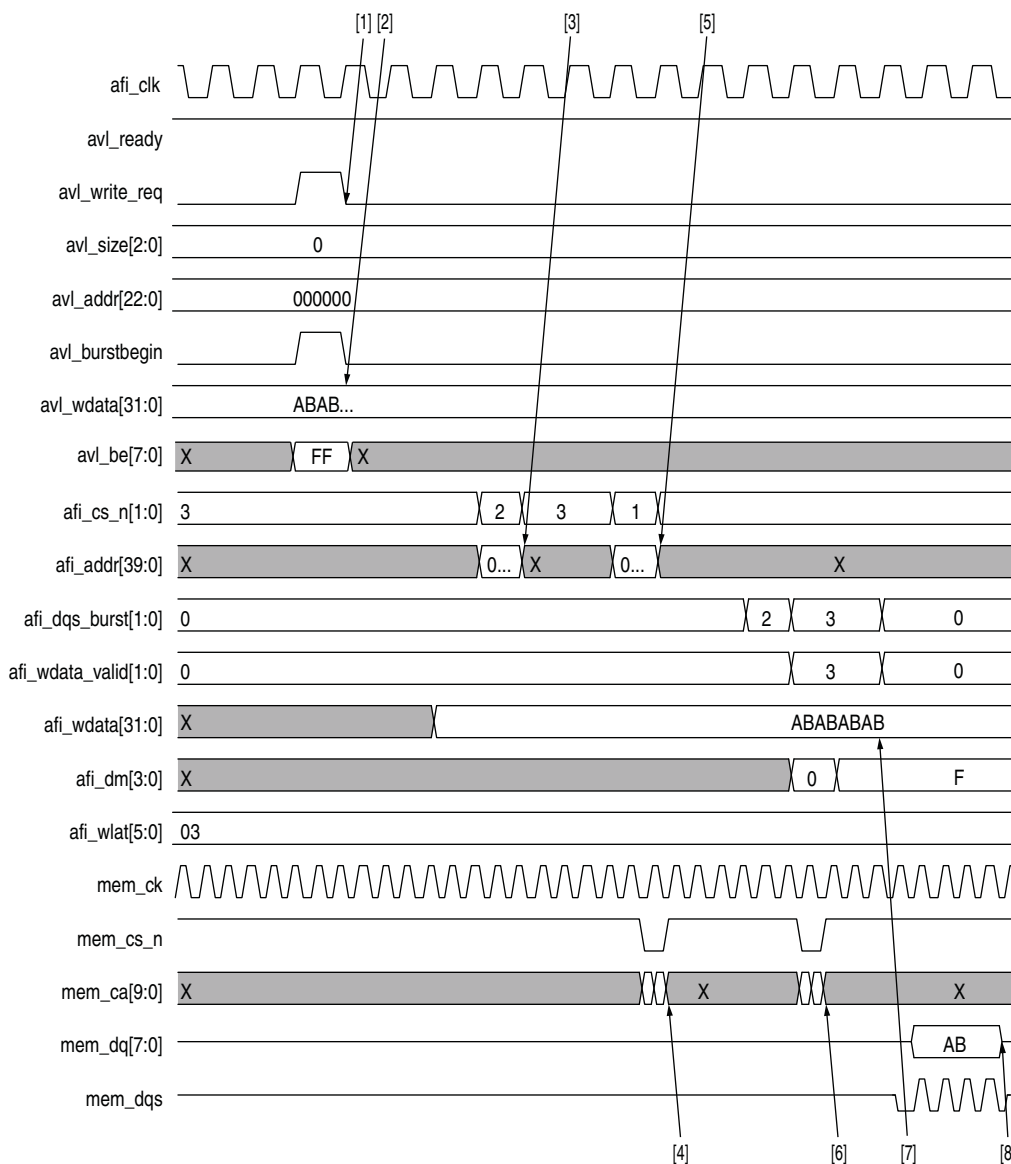 [1] [2] [3] [5]
afi_clk
avl_ready
avl_write_req
avl_size[2:0] 0
avl_addr[22:0] 000000
avl_burstbegin
avl_wdata[31:0] ABAB...
avl_be[7:0] X FF X
afi_cs_n[1:0] 3 2 3 1
afi_addr[39:0] X 0... X 0... X
afi_dqs_burst[1:0] 0 2 3 0
afi_wdata_valid[1:0] 0 3 0
afi_wdata[31:0] X ABABABAB
afi_dm[3:0] X 0 F
afi_wlat[5:0] 03
mem_ck
mem_cs_n
mem_ca[9:0] X X X
mem_dq[7:0] AB
mem_dqs
[4] [6] [7] [8